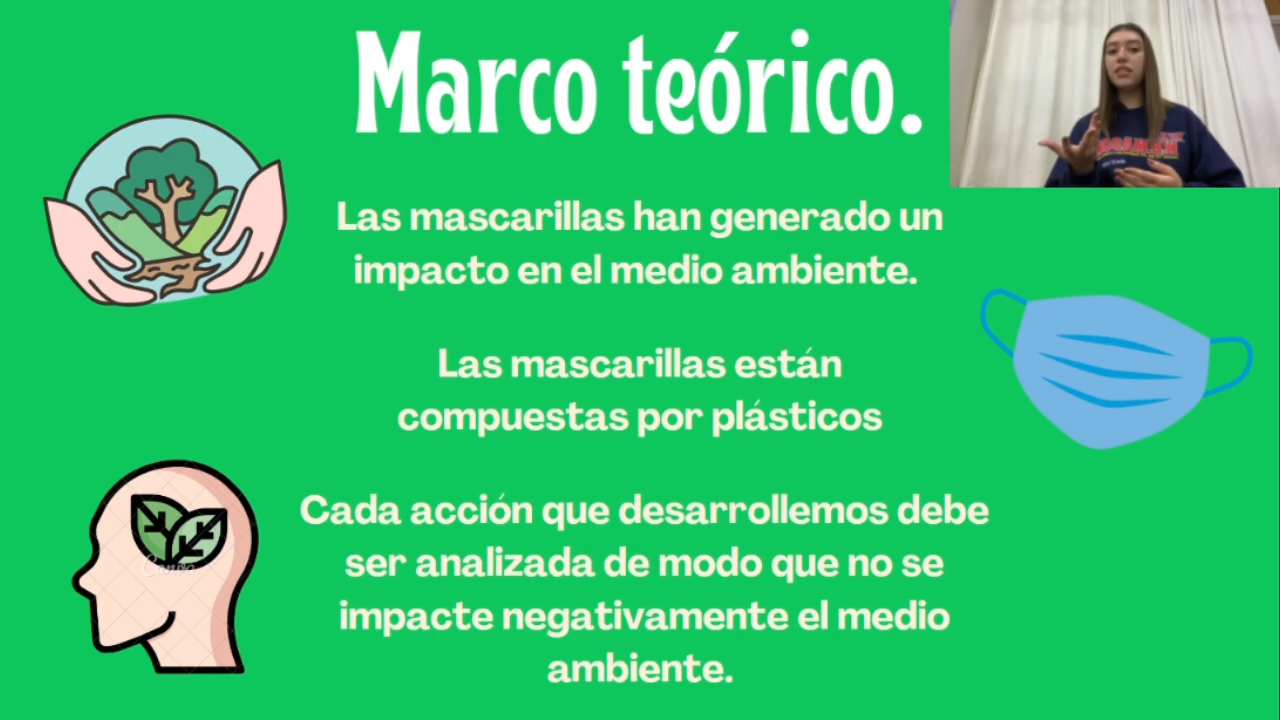 Marco teórico.
Las mascarillas han generado un
impacto en el medio ambiente.
Las mascarillas están
compuestas por plásticos
Cada acción que desarrollemos debe
ser analizada de modo que no se
impacte negativamente el medio
ambiente.
Canva